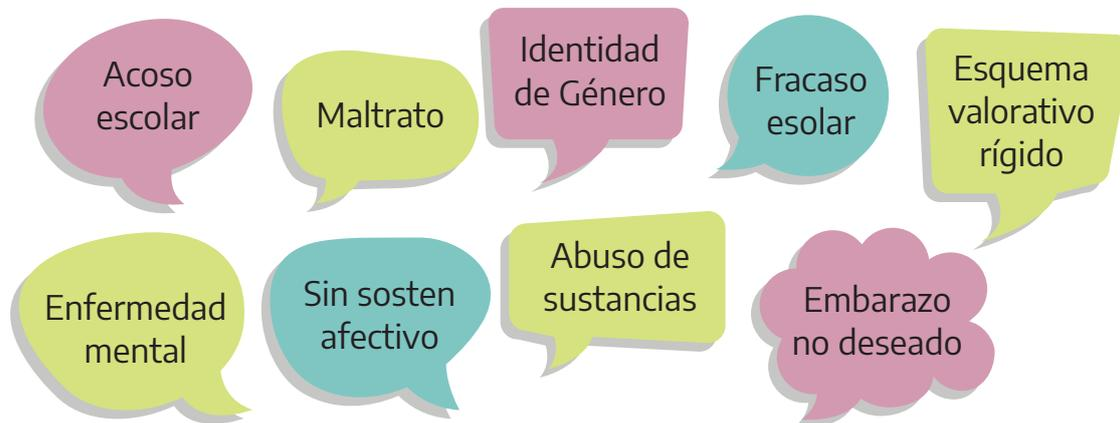 Acoso
escolar
Maltrato
Identidad
de Género
Fracaso
esolar
Esquema
valorativo
rígido
Enfermedad
mental
Sin sosten
afectivo
Abuso de
sustancias
Embarazo
no deseado